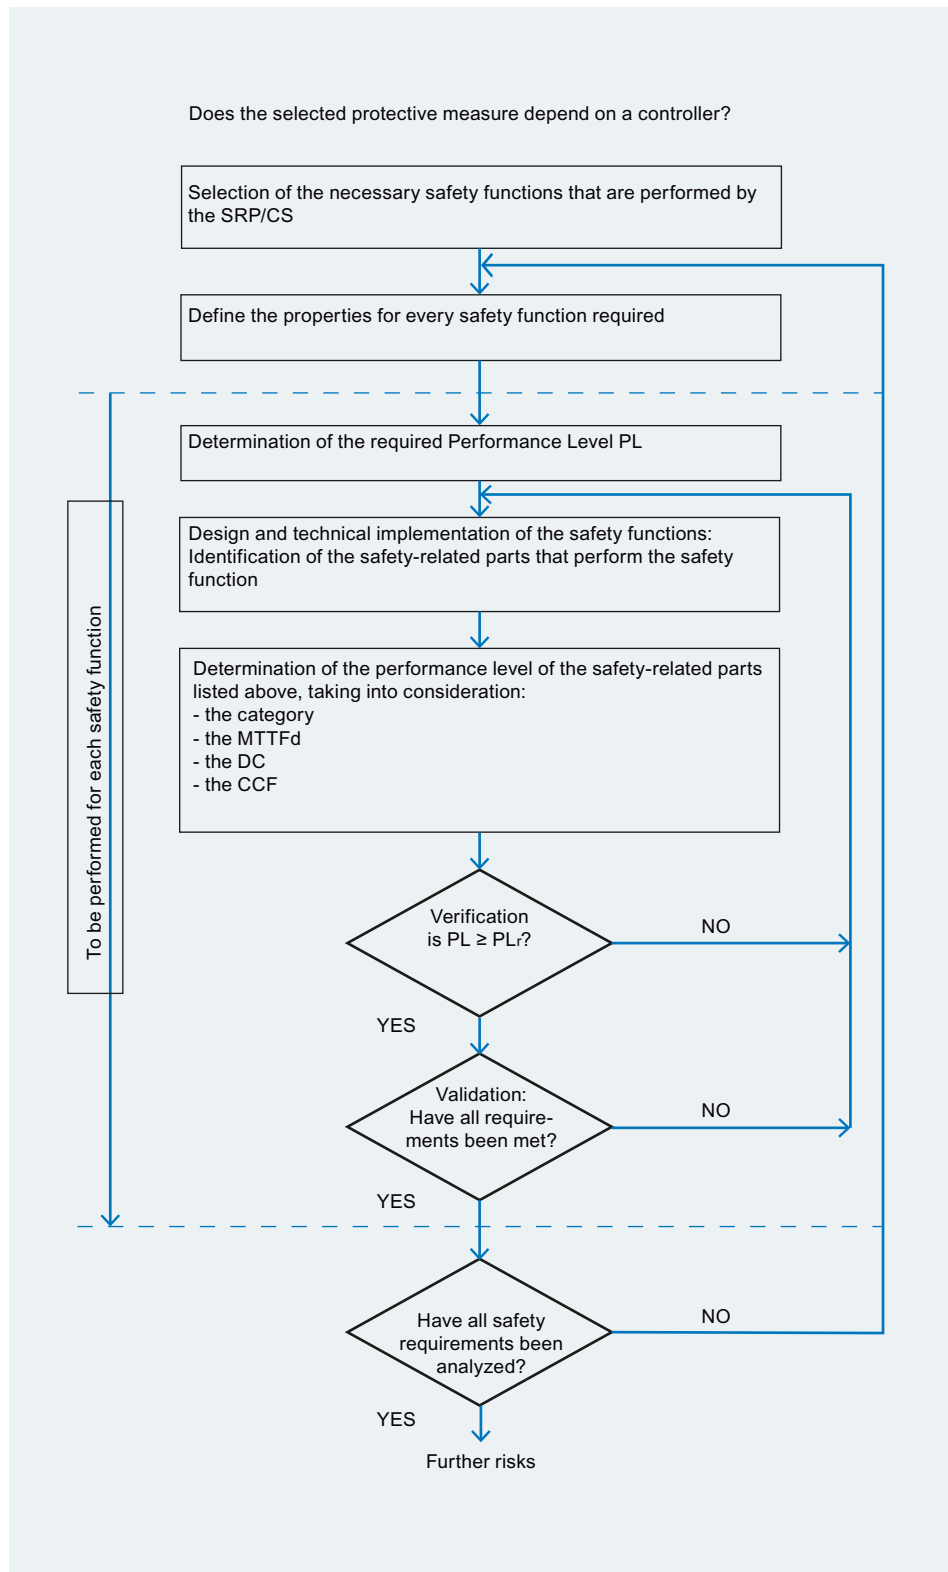 Does the selected protective measure depend on a controller?
Selection of the necessary safety functions that are performed by
the SRP/CS
Define the properties for every safety function required
Determination of the required Performance Level PL
Design and technical implementation of the safety functions:
Identification of the safety-related parts that perform the safety
function
To be performed for each safety function
Determination of the performance level of the safety-related parts
listed above, taking into consideration:
- the category
- the MTTFd
- the DC
- the CCF
Verification
is PL ≥ PLr?
NO
YES
Validation:
Have all require-
ments been met?
NO
YES
Have all safety
requirements been
analyzed?
NO
YES
Further risks